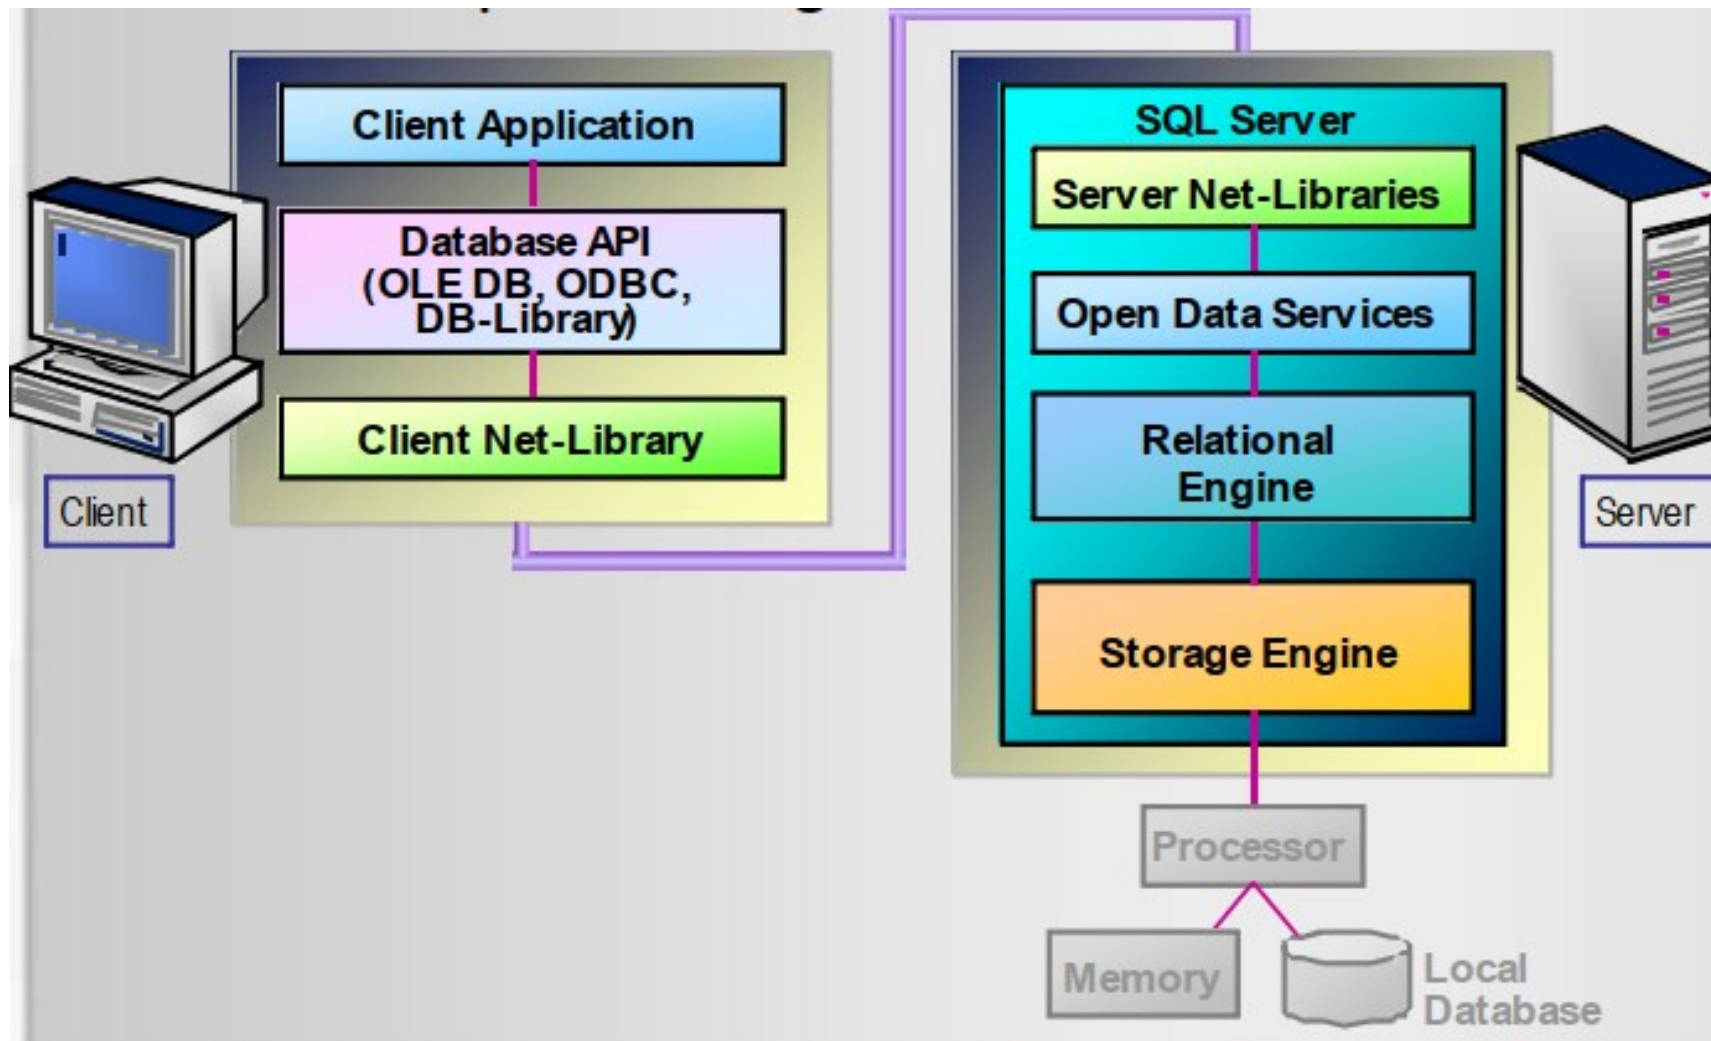 Client Application
Database API
(OLE DB, ODBC,
DB-Library)
Client Net-Library
Client
SQL Server
Server Net-Libraries
Open Data Services
Relational
Engine
Storage Engine
Server
Processor
Memory
Local
Database